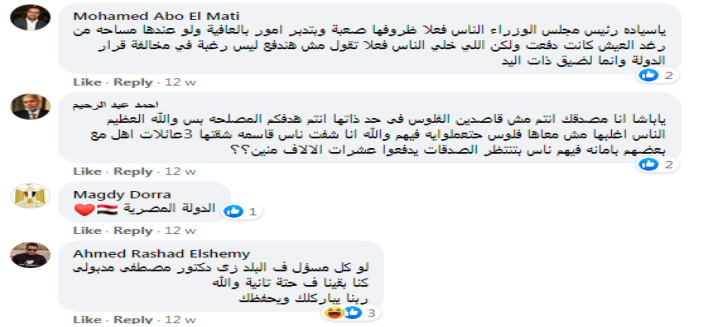 Mohamed Abo El Mati
ياسياده رئيس مجلس الوزراء الناس فعلا ظروفها صعبة وبتدبر امور بالعافية ولو عندها مساحه من
رغد العيش كانت دفعت ولكن اللي خلي الناس فعلا تقول مش هندفع ليس رغبة في مخالفة قرار
الدولة وانما لضيق ذات اليد
2
Like · Reply · 12 w
احمد عبد الرحيم
ياباشا انا مصدقك انتم مش قاصدين الفلوس فى حد ذاتها انتم هدفكم المصلحه بس والله العظيم
الناس اغلبها مش معاها فلوس حتعملوايه فيهم والله انا شفت ناس قاسمه شقتها 3عائلات اهل مع
بعضهم بامانه فيهم ناس بتنتظر الصدقات يدفعوا عشرات الالاف منين؟؟
2
Like · Reply · 12 w
Magdy Dorra
الدولة المصرية 🇪🇬❤️
1
Like · Reply · 12 w
Ahmed Rashad Elshemy
لو كل مسؤل ف البلد زى دكتور مصطفى مدبولى
كنا بقينا ف حتة تانية والله
ربنا يباركلك ويحفظك
3
Like · Reply · 12 w